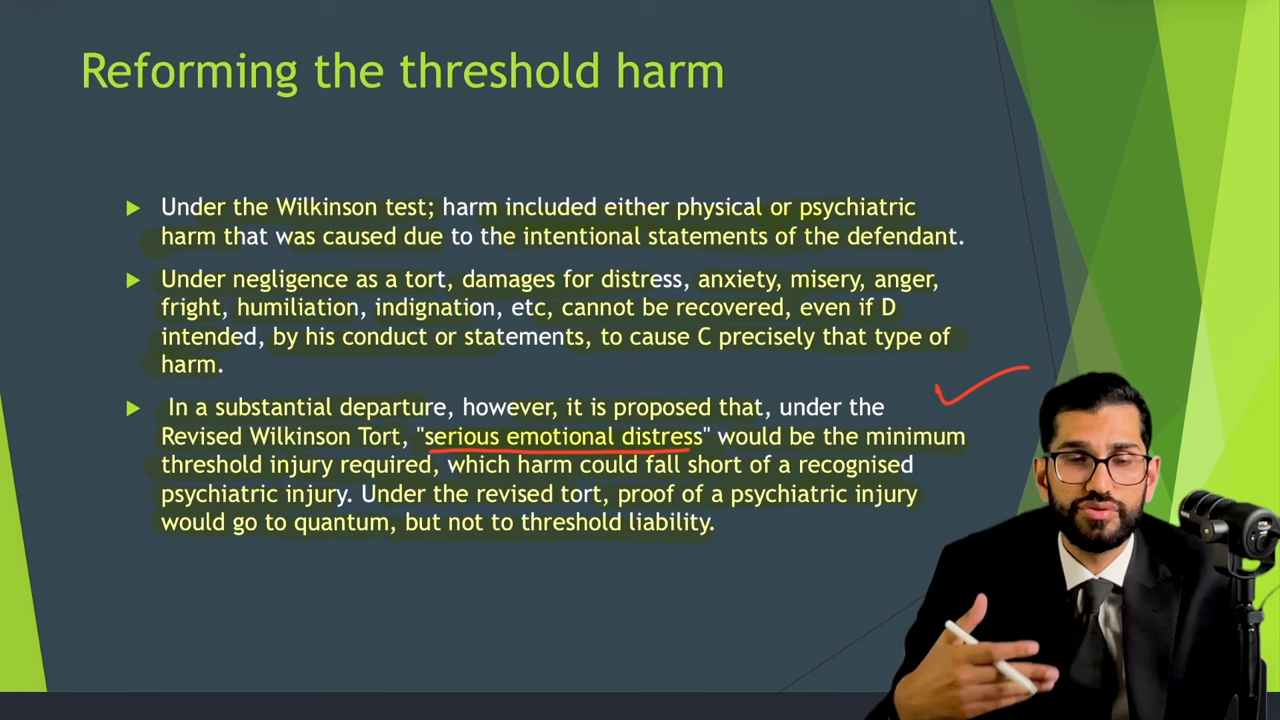 Reforming the threshold harm
Under the Wilkinson test; harm included either physical or psychiatric
harm that was caused due to the intentional statements of the defendant.
Under negligence as a tort, damages for distress, anxiety, misery, anger,
fright, humiliation, indignation, etc, cannot be recovered, even if D
intended, by his conduct or statements, to cause C precisely that type of
harm.
In a substantial departure, however, it is proposed that, under the
Revised Wilkinson Tort, "serious emotional distress" would be the minimum
threshold injury required, which harm could fall short of a recognised
psychiatric injury. Under the revised tort, proof of a psychiatric injury
would go to quantum, but not to threshold liability.